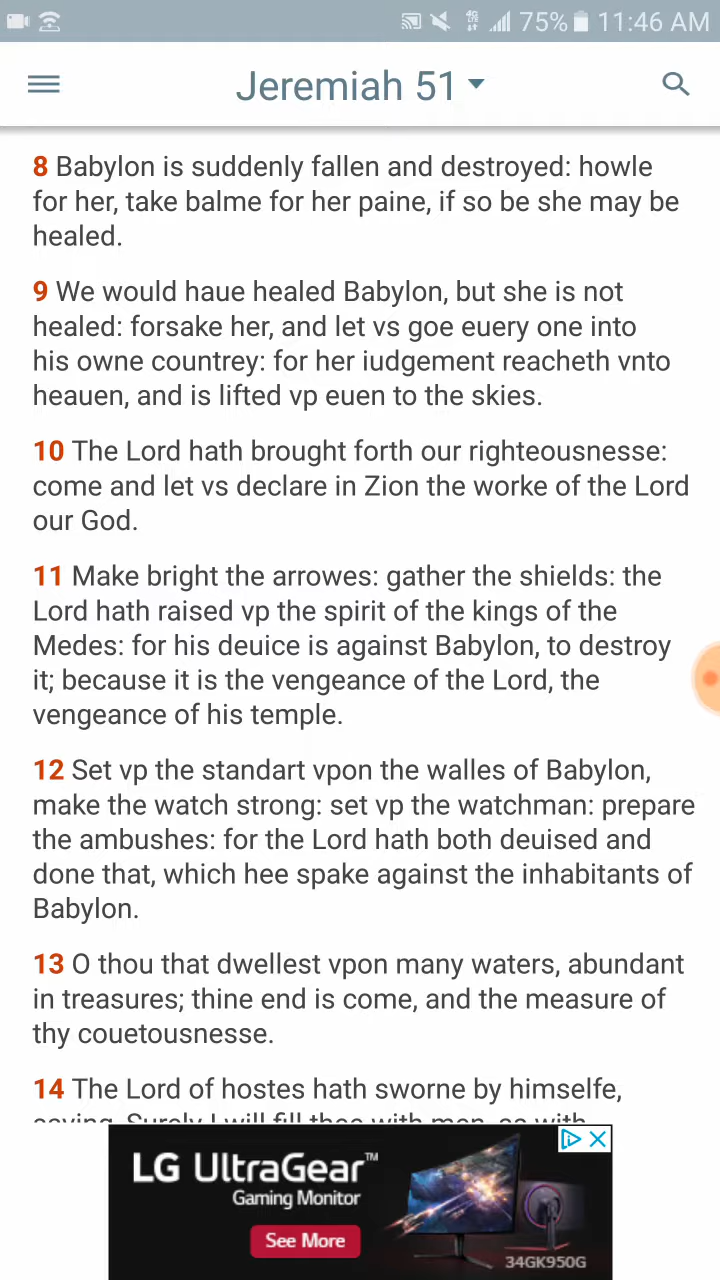 75% 11:46 AM
Jeremiah 51
8 Babylon is suddenly fallen and destroyed: howle
for her, take balme for her paine, if so be she may be
healed.
9 We would haue healed Babylon, but she is not
healed: forsake her, and let vs goe euery one into
his owne countrey: for her iudgement reacheth vnto
heauen, and is lifted vp euen to the skies.
10 The Lord hath brought forth our righteousnesse:
come and let vs declare in Zion the worke of the Lord
our God.
11 Make bright the arrowes: gather the shields: the
Lord hath raised vp the spirit of the kings of the
Medes: for his deuice is against Babylon, to destroy
it; because it is the vengeance of the Lord, the
vengeance of his temple.
12 Set vp the standart vpon the walles of Babylon,
make the watch strong: set vp the watchman: prepare
the ambushes: for the Lord hath both deuised and
done that, which hee spake against the inhabitants of
Babylon.
13 O thou that dwellest vpon many waters, abundant
in treasures; thine end is come, and the measure of
thy couetousnesse.
14 The Lord of hostes hath sworne by himselfe,
saying, Surely I will fill thee with men, as with
LG UltraGear™
Gaming Monitor
See More
34GK950G